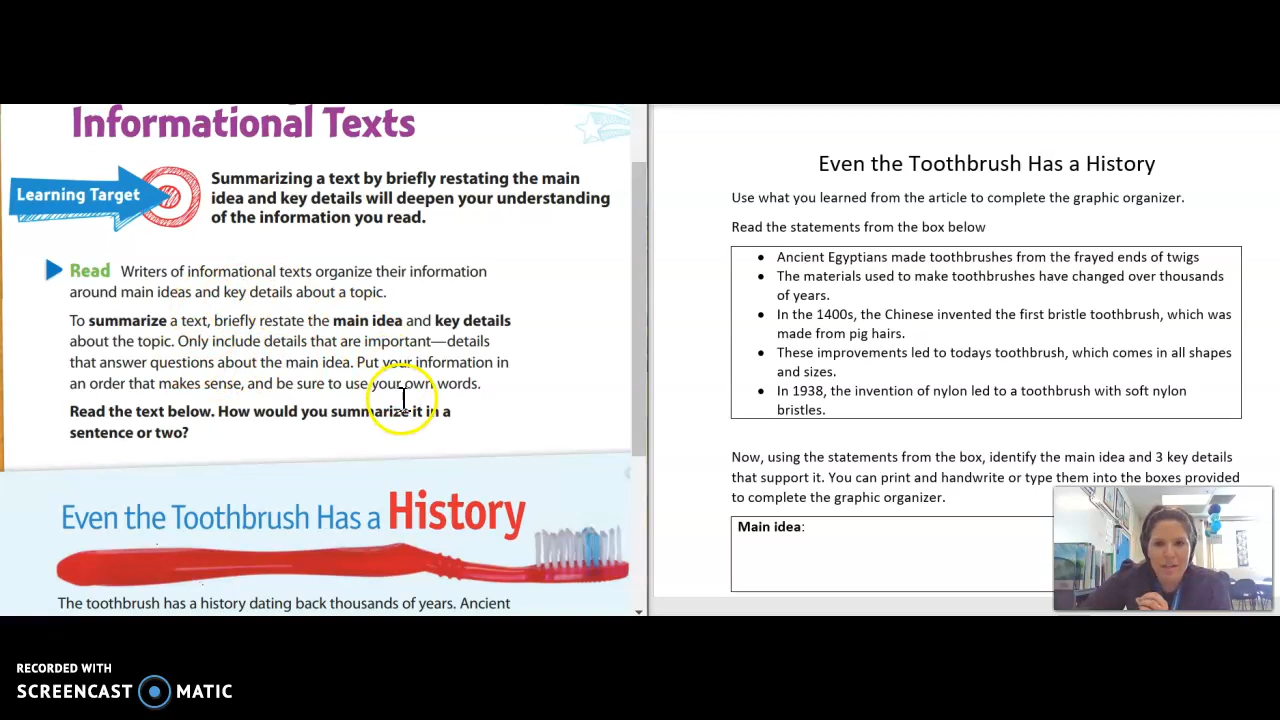 Informational Texts
Learning Target
Summarizing a text by briefly restating the main
idea and key details will deepen your understanding
of the information you read.
Read Writers of informational texts organize their information
around main ideas and key details about a topic.
To summarize a text, briefly restate the main idea and key details
about the topic. Only include details that are important—details
that answer questions about the main idea. Put your information in
an order that makes sense, and be sure to use your own words.
Read the text below. How would you summarize it in a
sentence or two?
Even the Toothbrush Has a History
The toothbrush has a history dating back thousands of years. Ancient
Even the Toothbrush Has a History
Use what you learned from the article to complete the graphic organizer.
Read the statements from the box below
• Ancient Egyptians made toothbrushes from the frayed ends of twigs
• The materials used to make toothbrushes have changed over thousands
of years.
• In the 1400s, the Chinese invented the first bristle toothbrush, which was
made from pig hairs.
• These improvements led to todays toothbrush, which comes in all shapes
and sizes.
• In 1938, the invention of nylon led to a toothbrush with soft nylon
bristles.
Now, using the statements from the box, identify the main idea and 3 key details
that support it. You can print and handwrite or type them into the boxes provided
to complete the graphic organizer.
Main idea:
RECORDED WITH
SCREENCAST MATIC